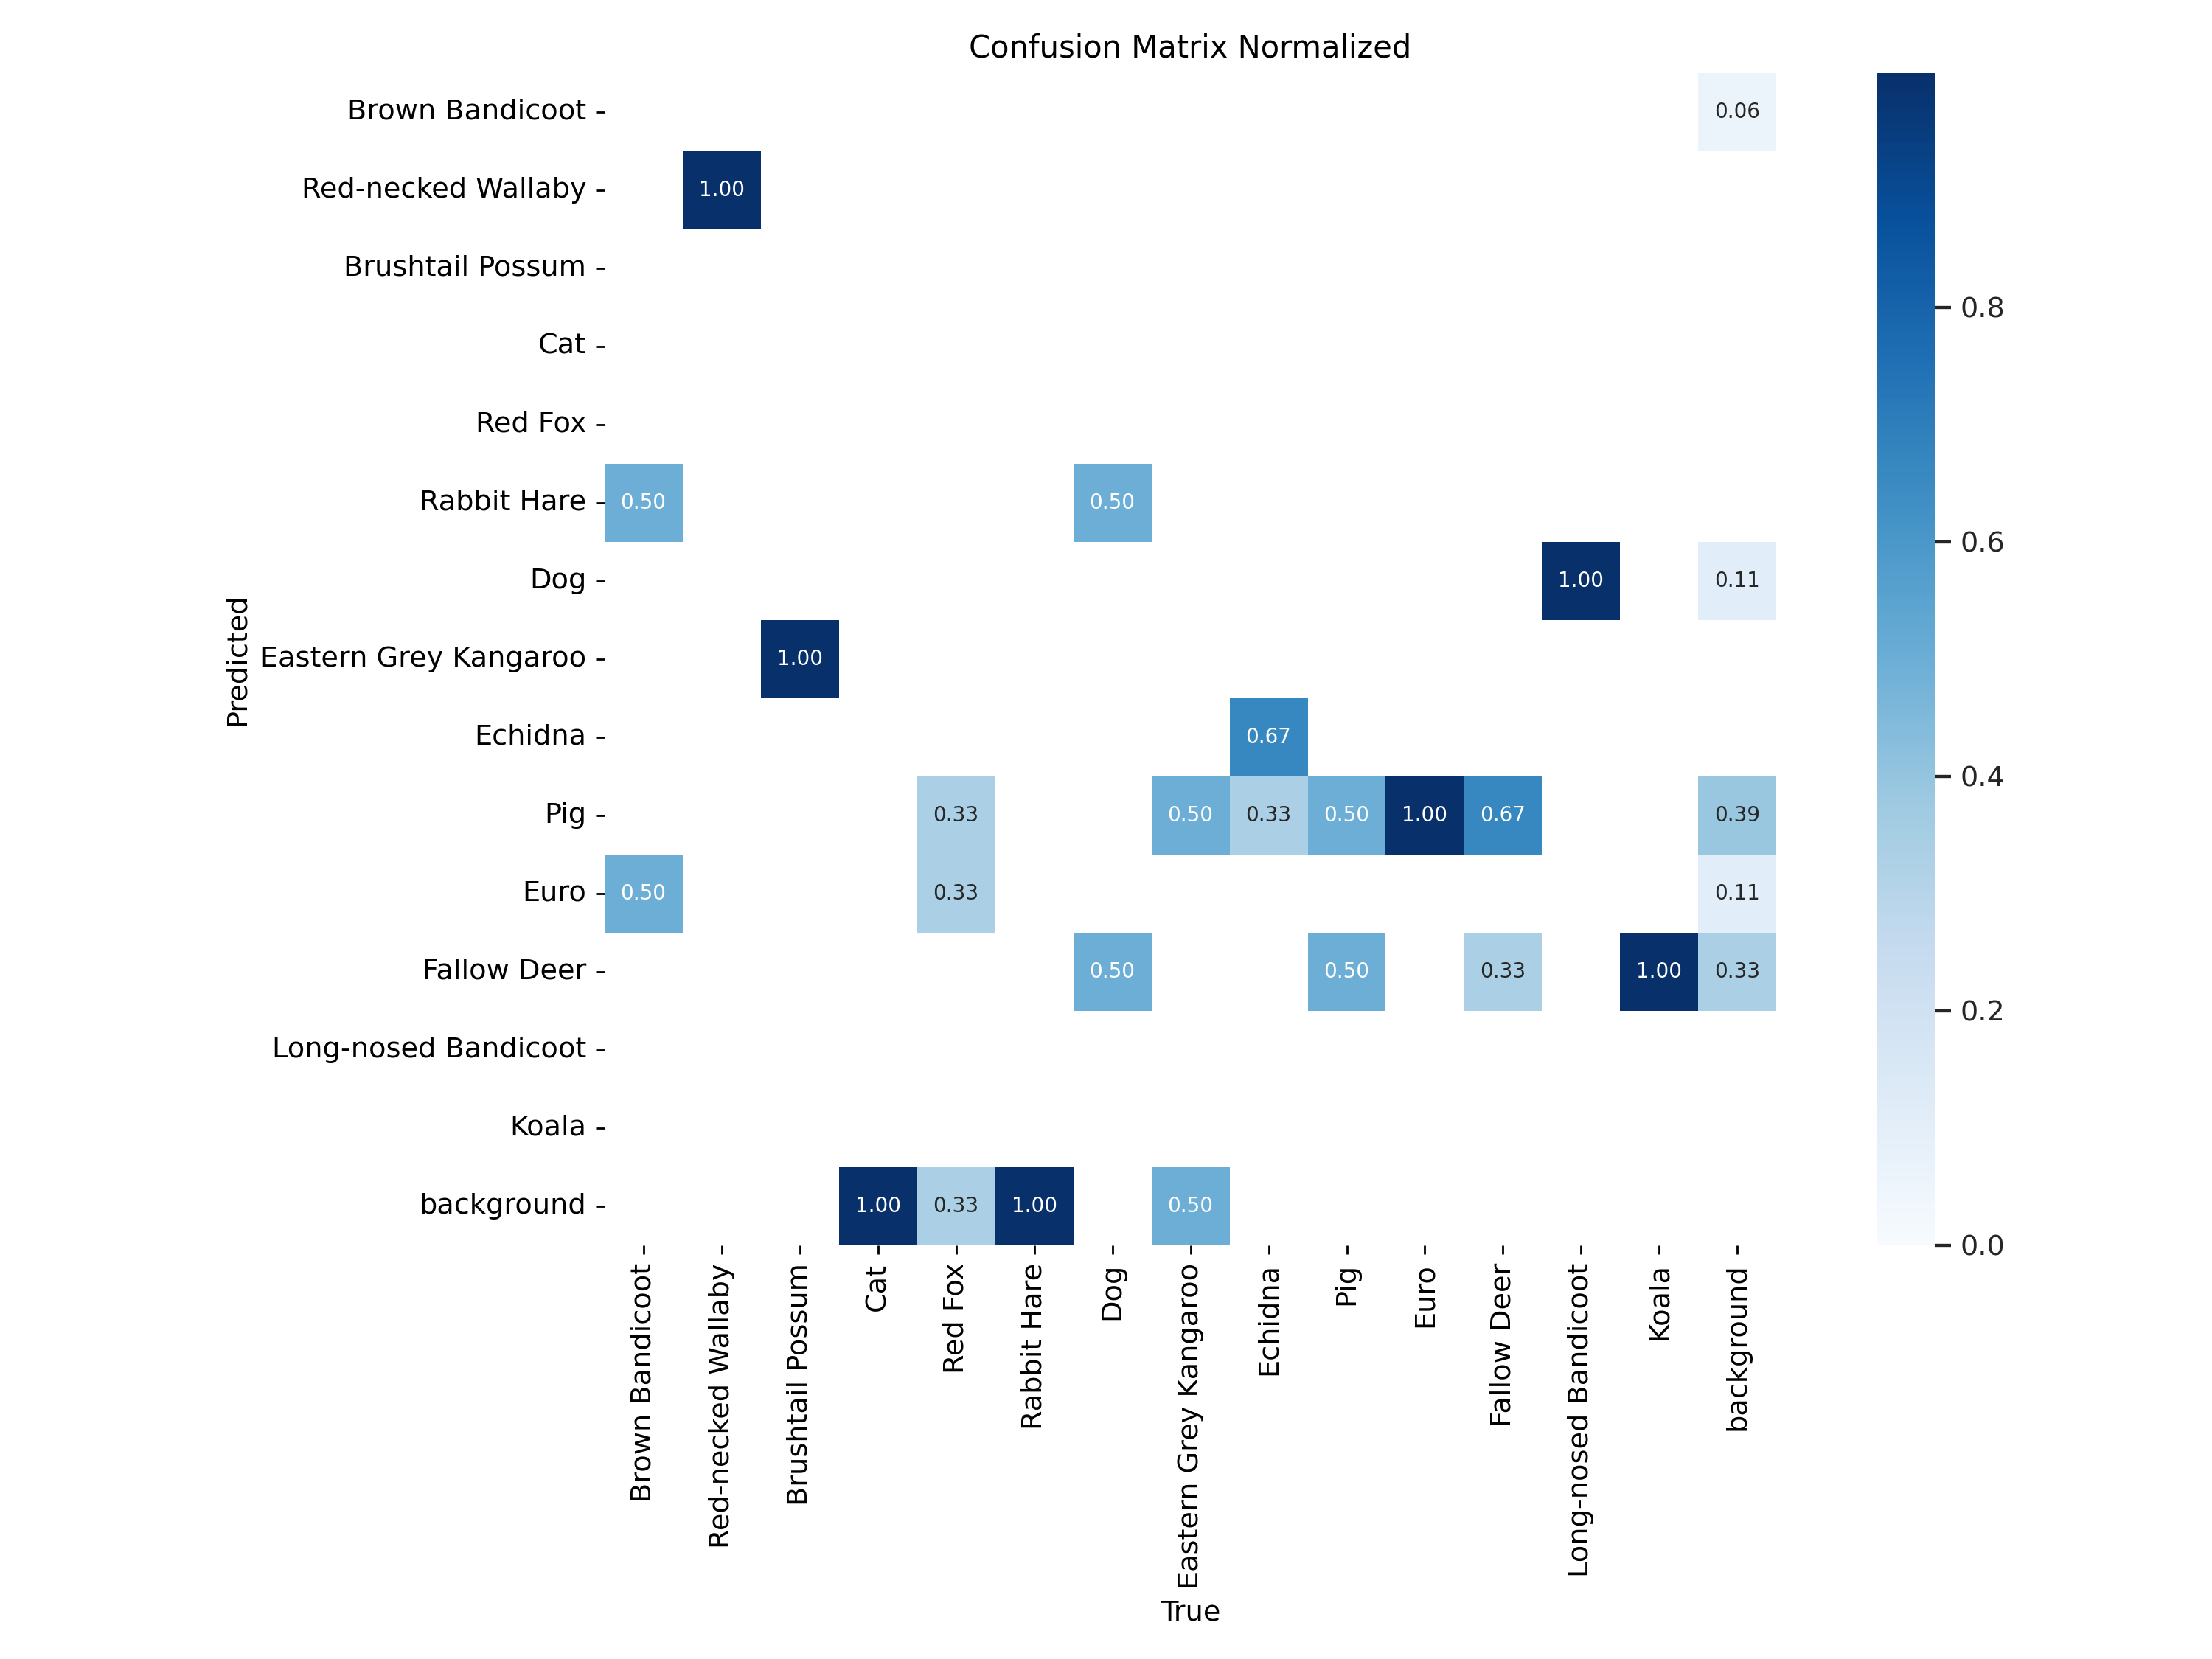 Confusion Matrix Normalized
Brown Bandicoot
0.06
Red-necked Wallaby
1.00
Brushtail Possum
Cat
Red Fox
Rabbit Hare
0.50 0.50
Dog
1.00 0.11
Eastern Grey Kangaroo
1.00
Echidna
0.67
Pig
0.33 0.50 0.33 0.50 1.00 0.67 0.39
Euro
0.50 0.33 0.11
Fallow Deer
0.50 0.50 0.33 1.00 0.33
Long-nosed Bandicoot
Koala
background
1.00 0.33 1.00 0.50
Predicted
Brown Bandicoot
Red-necked Wallaby
Brushtail Possum
Cat
Red Fox
Rabbit Hare
Dog
Eastern Grey Kangaroo
Echidna
Pig
Euro
Fallow Deer
Long-nosed Bandicoot
Koala
background
True
0.8
0.6
0.4
0.2
0.0